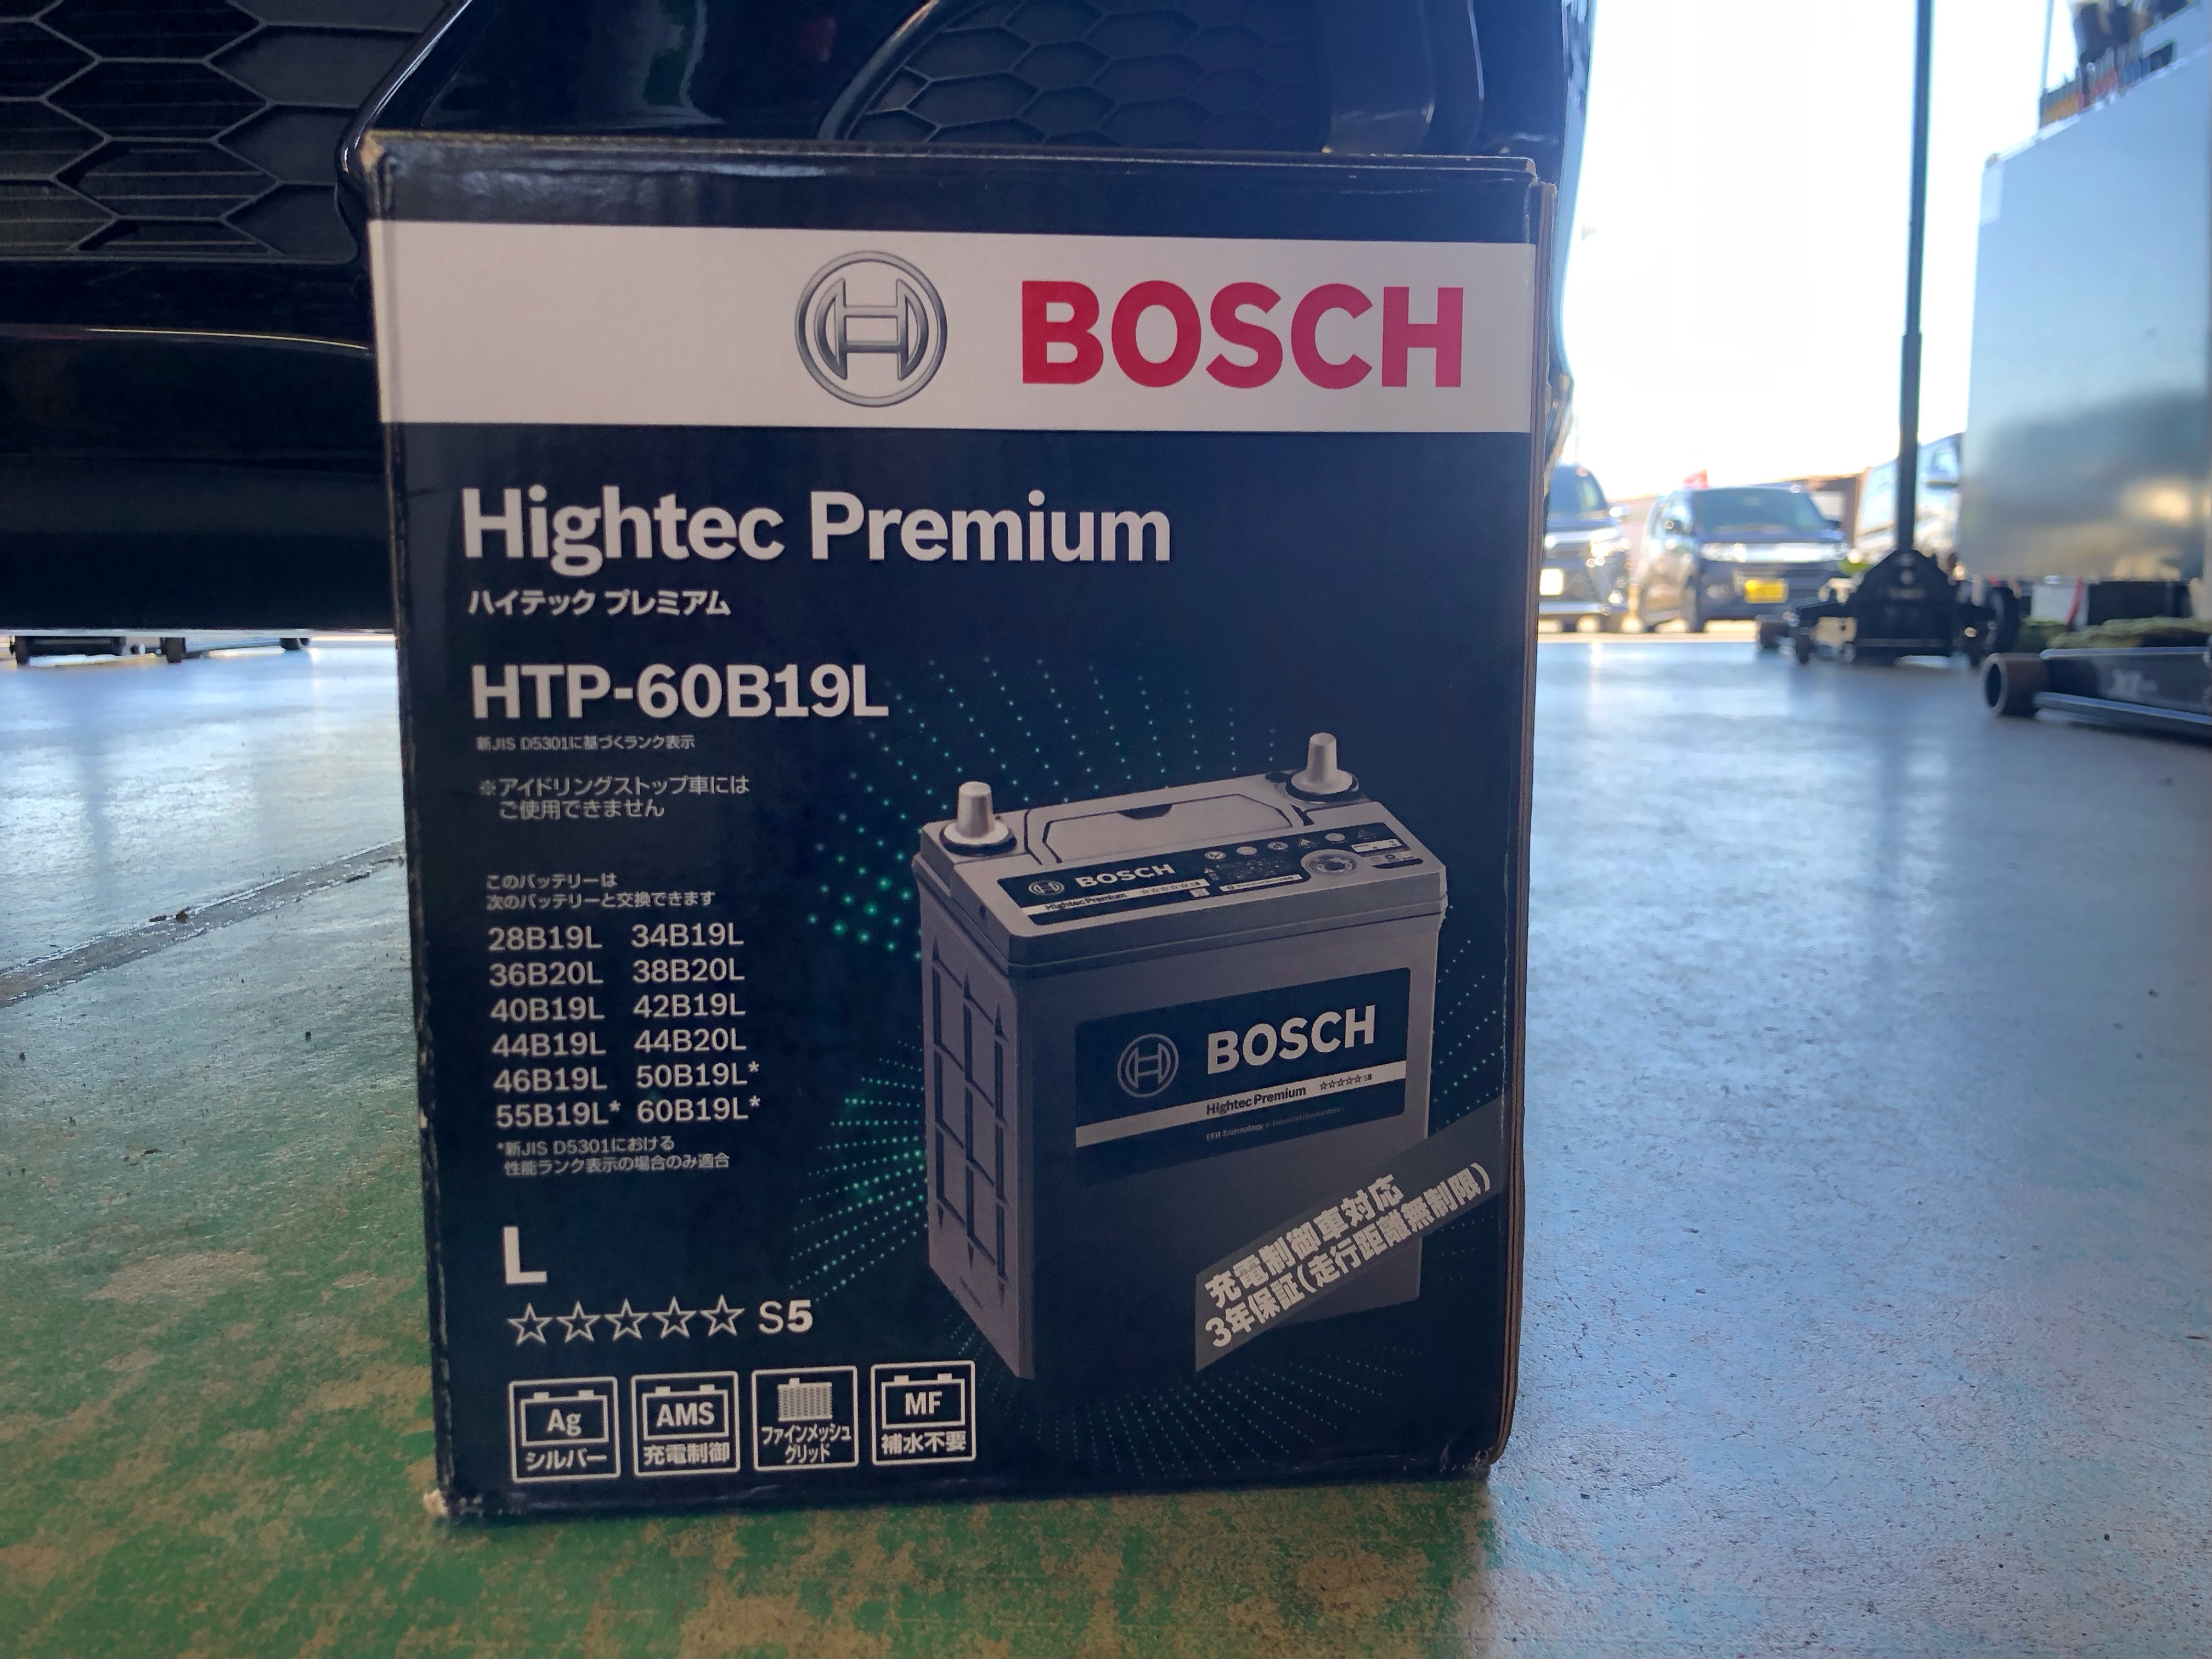 BOSCH
Hightec Premium
ハイテック プレミアム
HTP-60B19L
新JIS D5301に基づくランク表示
※アイドリングストップ車には
ご使用できません
このバッテリーは
次のバッテリーと交換できます
28B19L 34B19L
36B20L 38B20L
40B19L 42B19L
44B19L 44B20L
46B19L 50B19L*
55B19L* 60B19L*
*新JIS D5301における
性能ランク表示の場合のみ適合
L
☆☆☆☆☆ S5
Ag
シルバー
AMS
充電制御
ファインメッシュ
グリッド
MF
補水不要
BOSCH
Hightec Premium
BOSCH
Hightec Premium ☆☆☆☆☆ S5
充電制御車対応
3年保証(走行距離無制限)